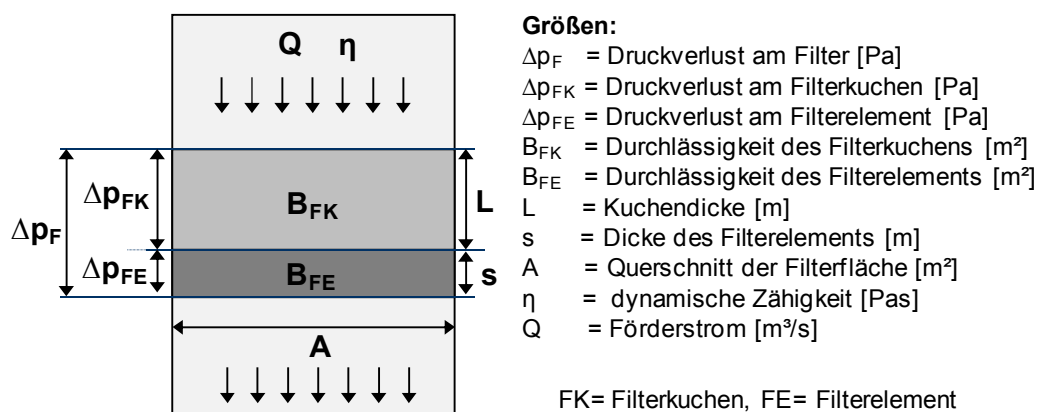 Q η
Δp_F
Δp_FK
Δp_FE
B_FK
B_FE
L
s
A
Größen:
Δp_F = Druckverlust am Filter [Pa]
Δp_FK = Druckverlust am Filterkuchen [Pa]
Δp_FE = Druckverlust am Filterelement [Pa]
B_FK = Durchlässigkeit des Filterkuchens [m²]
B_FE = Durchlässigkeit des Filterelements [m²]
L = Kuchendicke [m]
s = Dicke des Filterelements [m]
A = Querschnitt der Filterfläche [m²]
η = dynamische Zähigkeit [Pas]
Q = Förderstrom [m³/s]
FK= Filterkuchen, FE= Filterelement